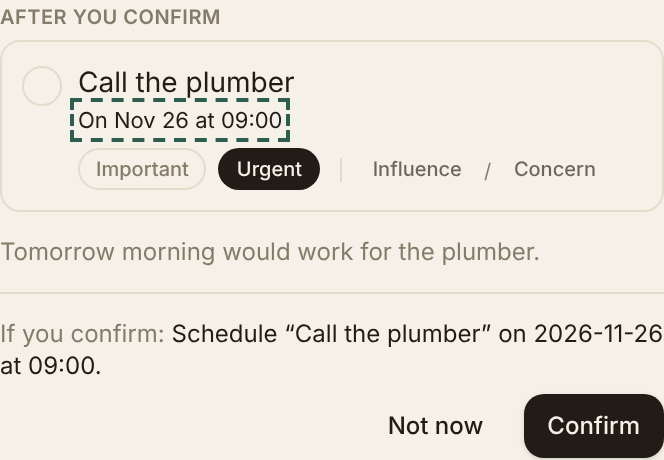 AFTER YOU CONFIRM
Call the plumber
On Nov 26 at 09:00
Important Urgent Influence / Concern
Tomorrow morning would work for the plumber.
If you confirm: Schedule “Call the plumber” on 2026-11-26
at 09:00.
Not now Confirm